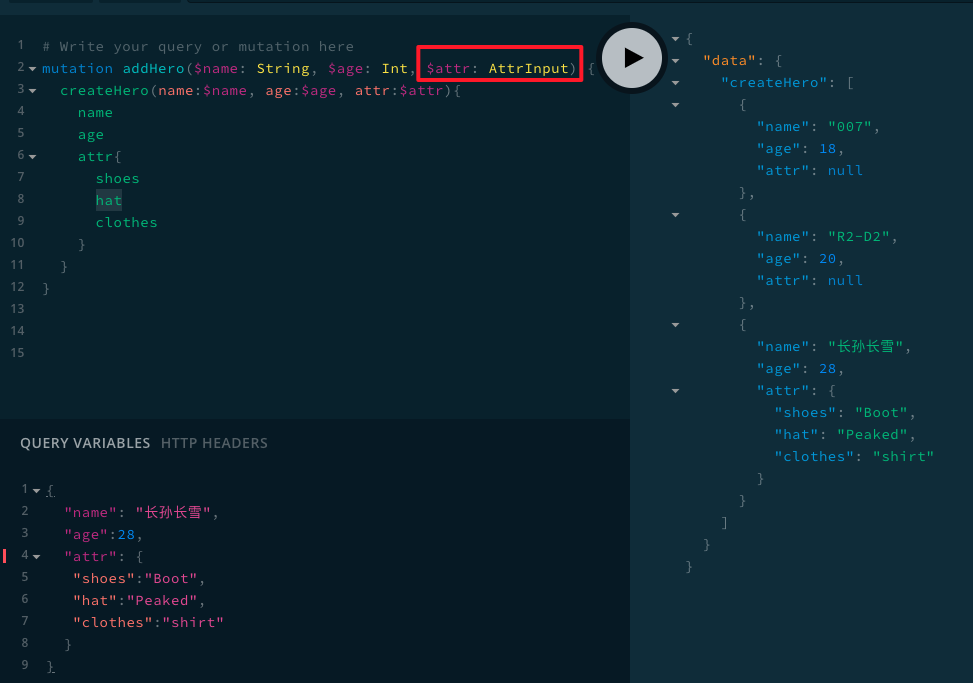 1 # Write your query or mutation here
2 mutation addHero($name: String, $age: Int, $attr: AttrInput) {
3 createHero(name:$name, age:$age, attr:$attr){
4 name
5 age
6 attr{
7 shoes
8 hat
9 clothes
10 }
11 }
12 }
13
14
15
QUERY VARIABLES HTTP HEADERS
1 {
2 "name": "长孙长雪",
3 "age":28,
4 "attr": {
5 "shoes":"Boot",
6 "hat":"Peaked",
7 "clothes":"shirt"
8 }
9 }
{
"data": {
"createHero": [
{
"name": "007",
"age": 18,
"attr": null
},
{
"name": "R2-D2",
"age": 20,
"attr": null
},
{
"name": "长孙长雪",
"age": 28,
"attr": {
"shoes": "Boot",
"hat": "Peaked",
"clothes": "shirt"
}
}
]
}
}